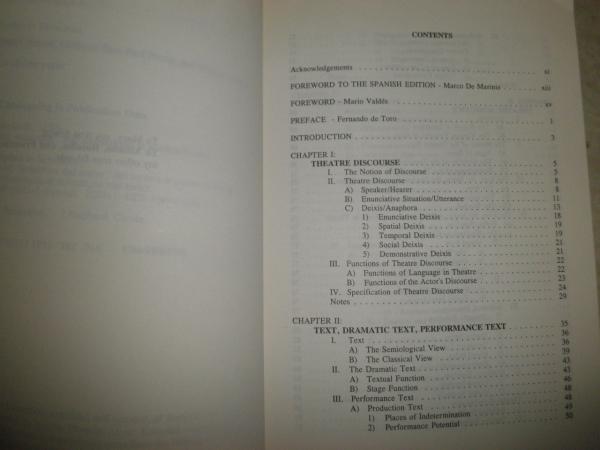 CONTENTS
Acknowledgements . . . . . . . . . . xi
FOREWORD TO THE SPANISH EDITION - Marco De Marinis . . . . . . . . . . xiii
FOREWORD - Mario Valdés . . . . . . . . . . xv
PREFACE - Fernando de Toro . . . . . . . . . . 1
INTRODUCTION . . . . . . . . . . 3
CHAPTER I:
THEATRE DISCOURSE . . . . . . . . . . 5
I. The Notion of Discourse . . . . . . . . . . 5
II. Theatre Discourse . . . . . . . . . . 8
A) Speaker/Hearer . . . . . . . . . . 8
B) Enunciative Situation/Utterance . . . . . . . . . . 11
C) Deixis/Anaphora . . . . . . . . . . 13
1) Enunciative Deixis . . . . . . . . . . 18
2) Spatial Deixis . . . . . . . . . . 19
3) Temporal Deixis . . . . . . . . . . 19
4) Social Deixis . . . . . . . . . . 21
5) Demonstrative Deixis . . . . . . . . . . 21
III. Functions of Theatre Discourse . . . . . . . . . . 22
A) Functions of Language in Theatre . . . . . . . . . . 22
B) Functions of the Actor's Discourse . . . . . . . . . . 23
IV. Specification of Theatre Discourse . . . . . . . . . . 24
Notes . . . . . . . . . . 29
CHAPTER II:
TEXT, DRAMATIC TEXT, PERFORMANCE TEXT . . . . . . . . . . 35
I. Text . . . . . . . . . . 36
A) The Semiological View . . . . . . . . . . 36
B) The Classical View . . . . . . . . . . 39
II. The Dramatic Text . . . . . . . . . . 43
A) Textual Function . . . . . . . . . . 43
B) Stage Function . . . . . . . . . . 46
III. Performance Text . . . . . . . . . . 48
A) Production Text . . . . . . . . . . 48
1) Places of Indetermination . . . . . . . . . . 49
2) Performance Potential . . . . . . . . . . 50